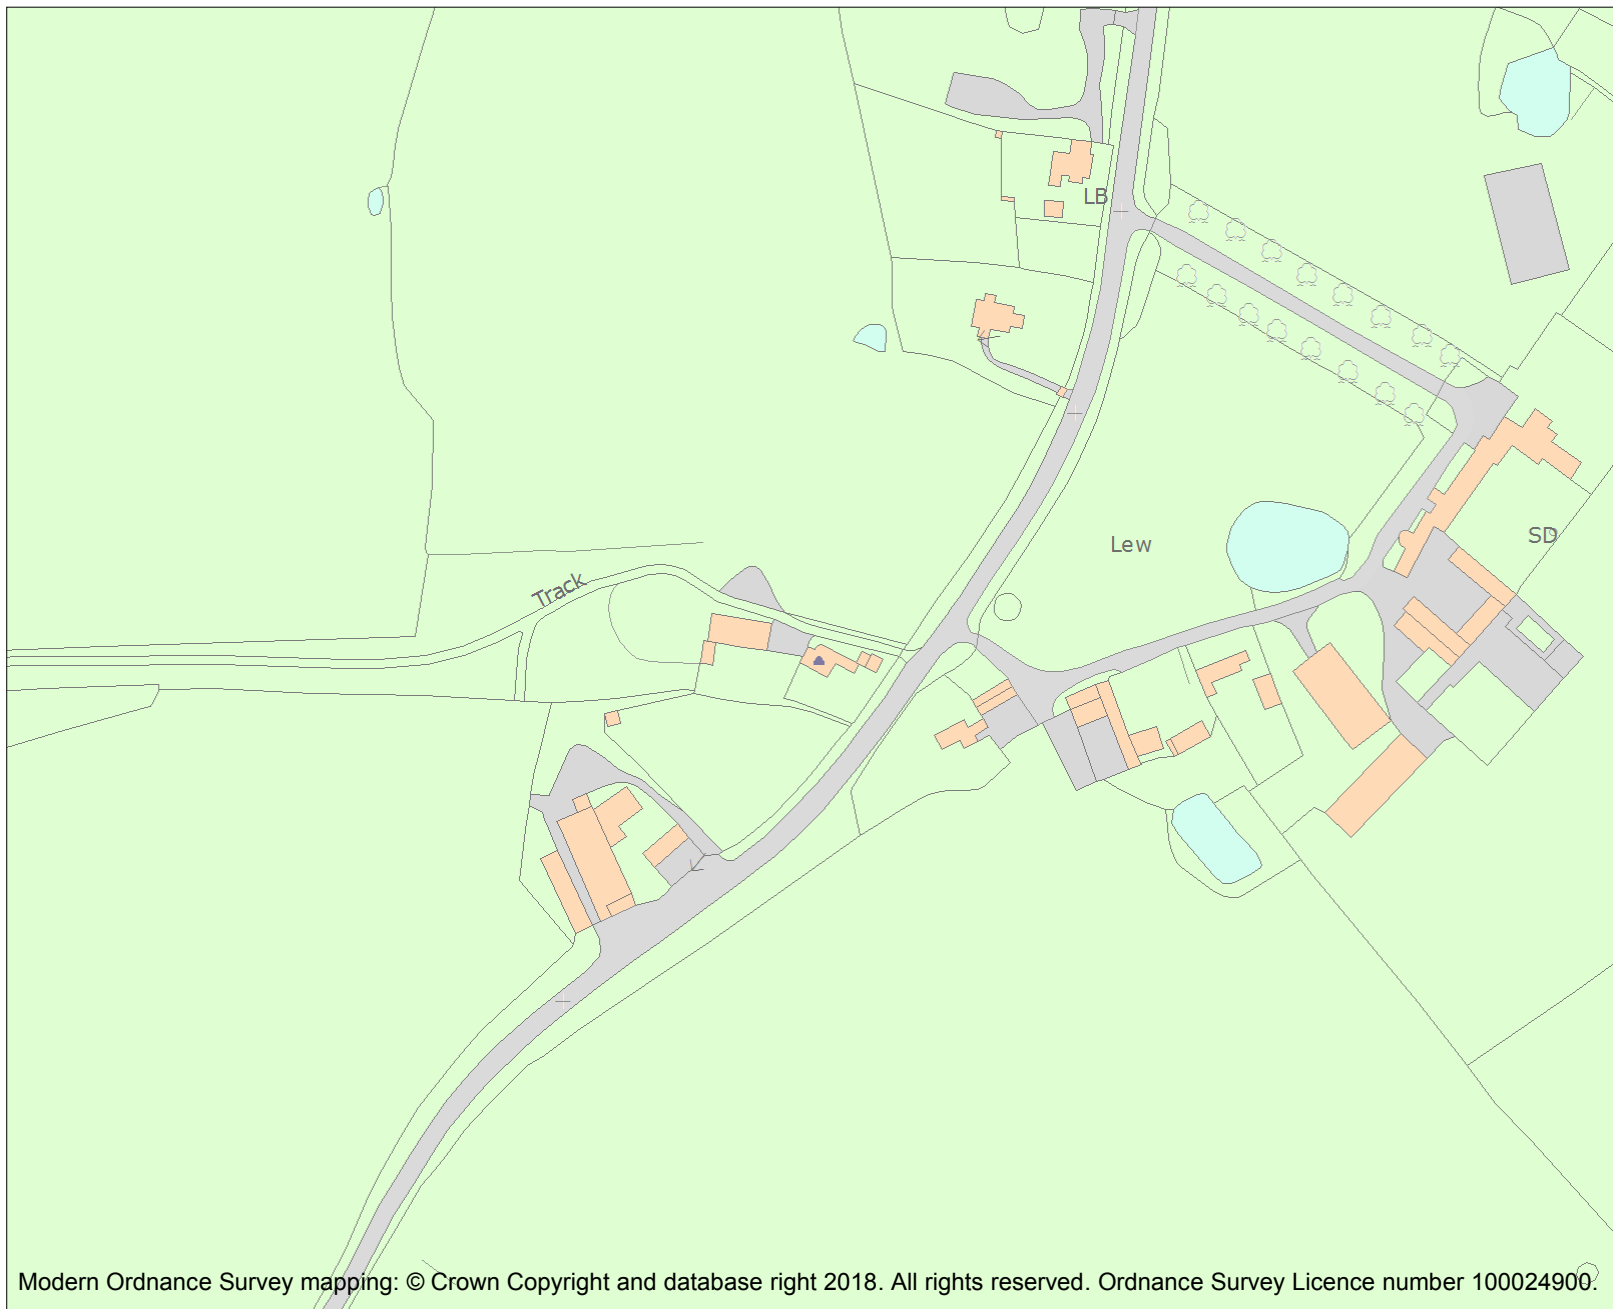 LB
Lew
SD
Track
Modern Ordnance Survey mapping: © Crown Copyright and database right 2018. All rights reserved. Ordnance Survey Licence number 100024900.